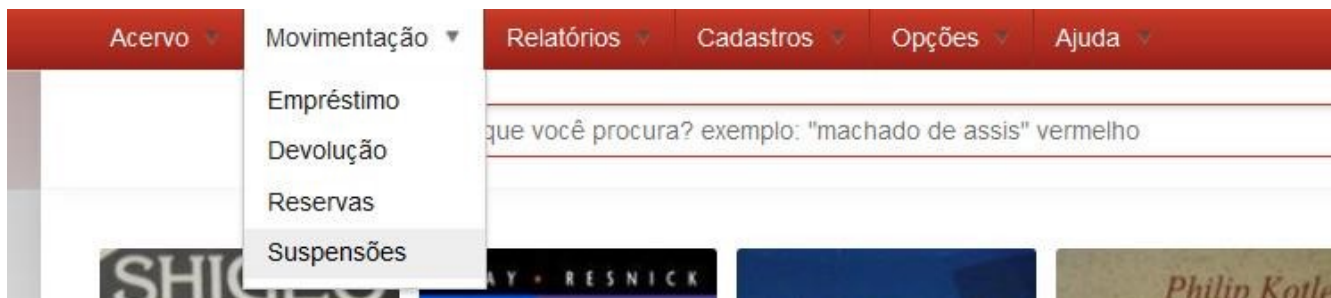 Acervo Movimentação Relatórios Cadastros Opções Ajuda
Empréstimo
que você procura? exemplo: "machado de assis" vermelho
Devolução
Reservas
Suspensões
RESNICK
Philip Kotle